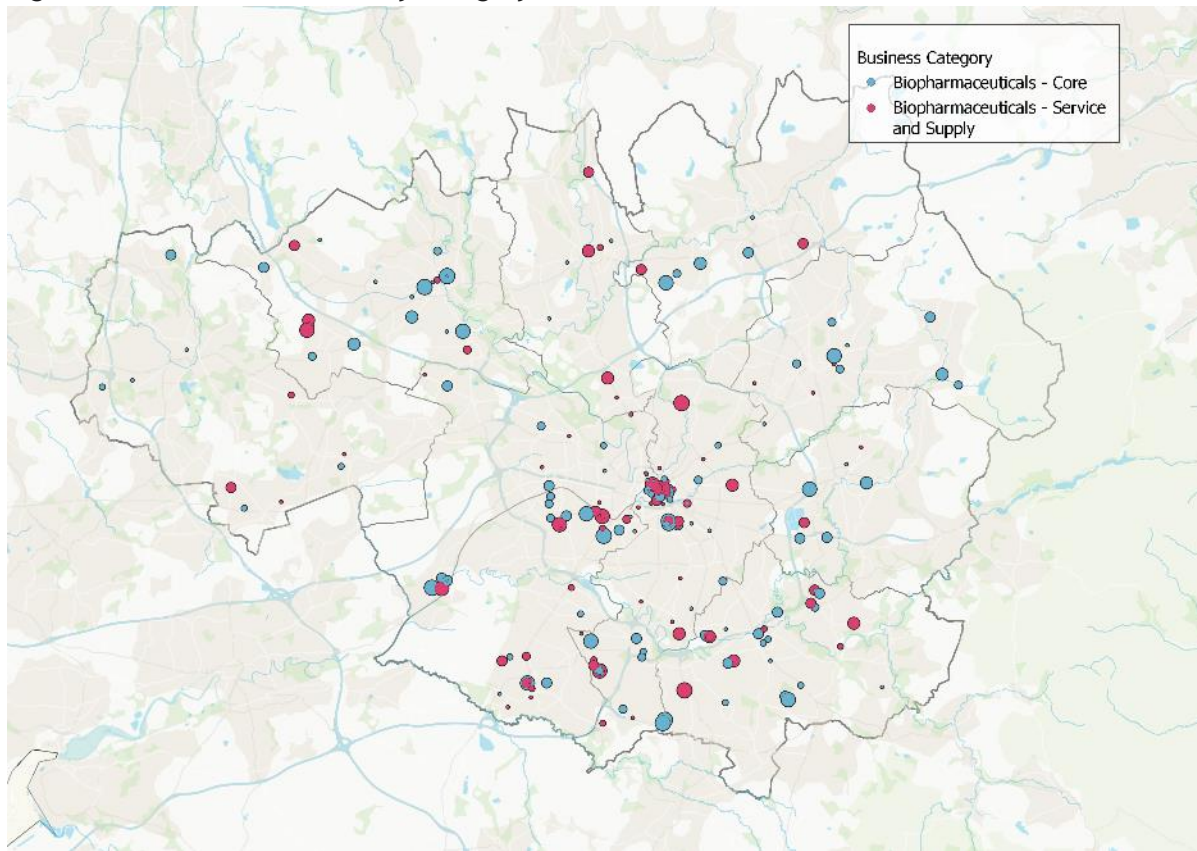 Business Category
Biopharmaceuticals - Core
Biopharmaceuticals - Service
and Supply